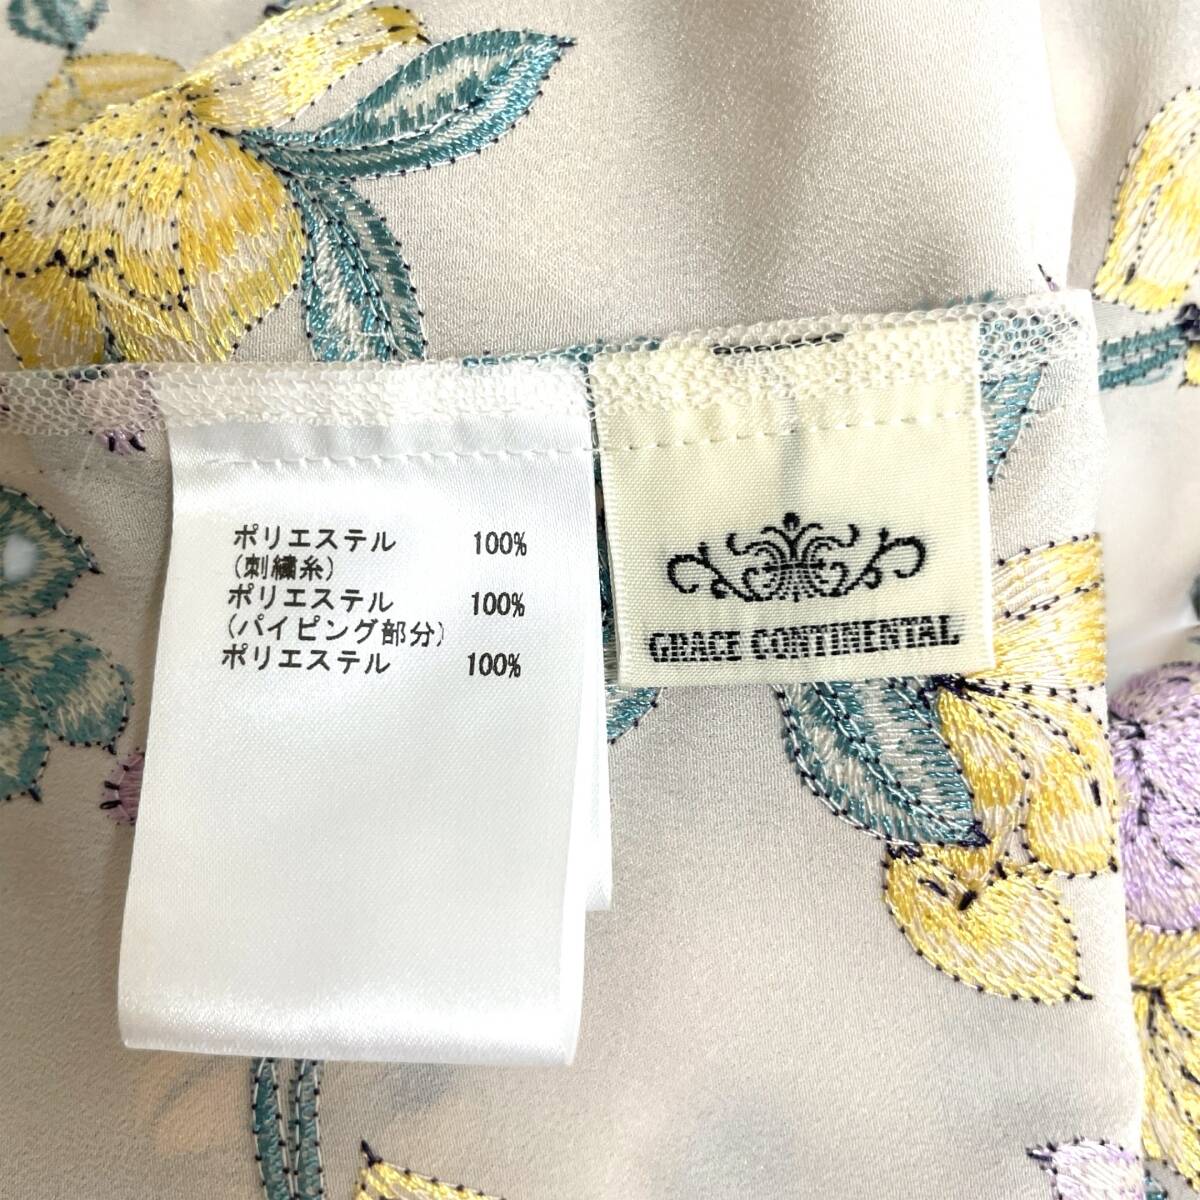 ポリエステル 100%
(刺繍糸)
ポリエステル 100%
(パイピング部分)
ポリエステル 100%
GRACE CONTINENTAL